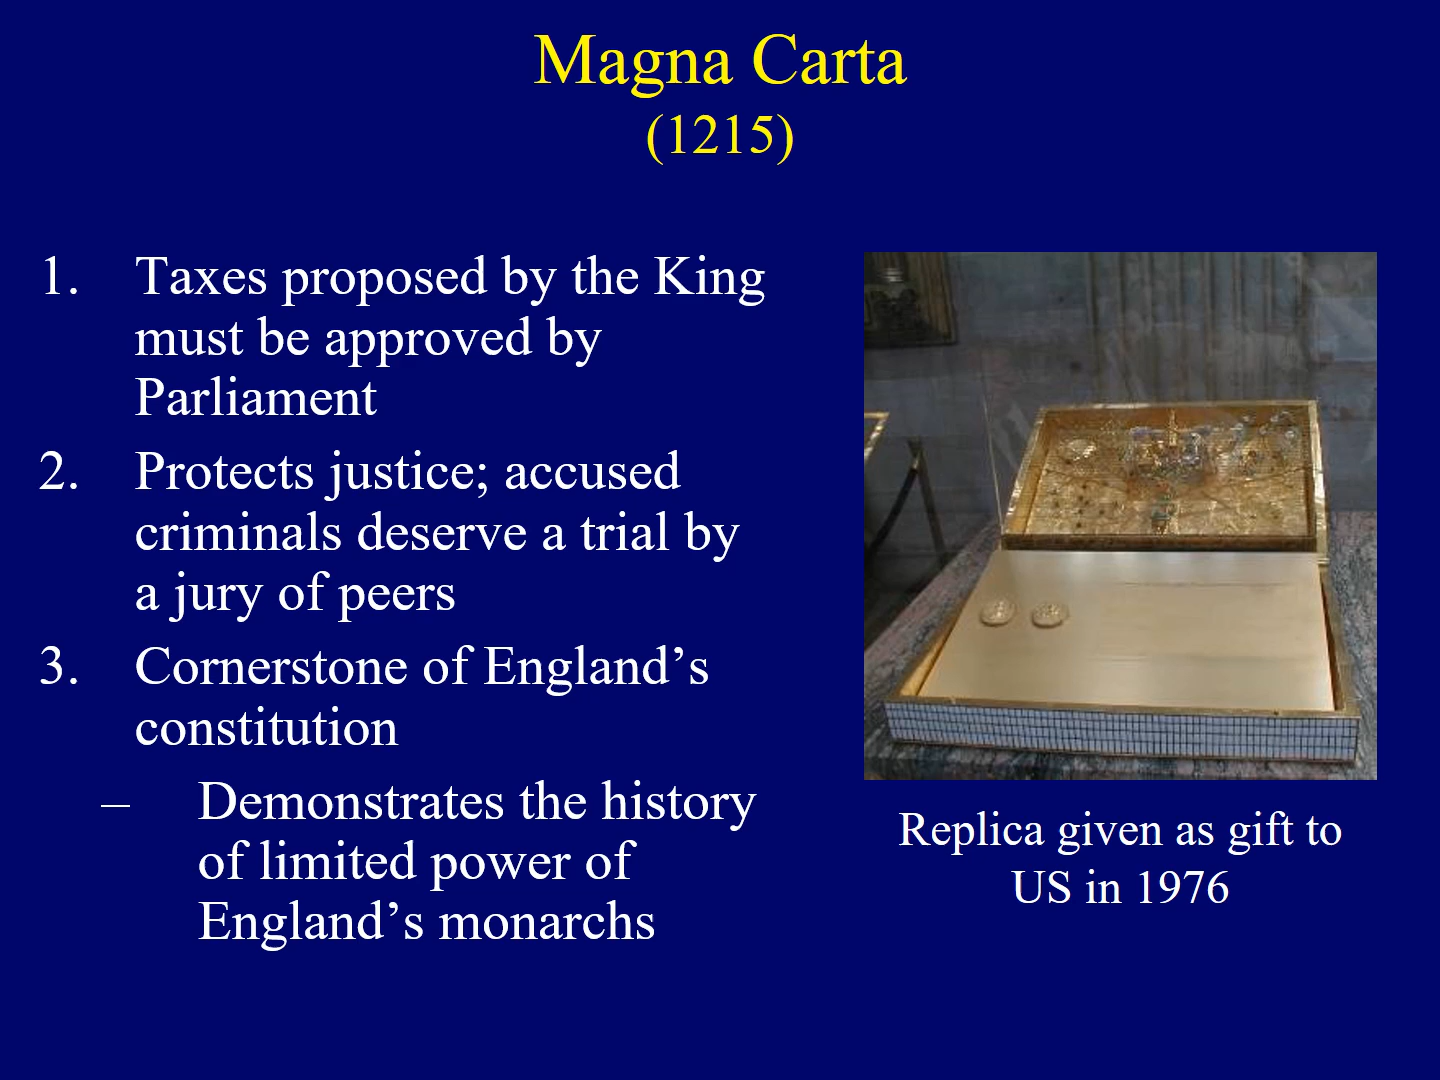 Magna Carta
(1215)
1. Taxes proposed by the King
must be approved by
Parliament
2. Protects justice; accused
criminals deserve a trial by
a jury of peers
3. Cornerstone of England’s
constitution
– Demonstrates the history
of limited power of
England’s monarchs
Replica given as gift to
US in 1976